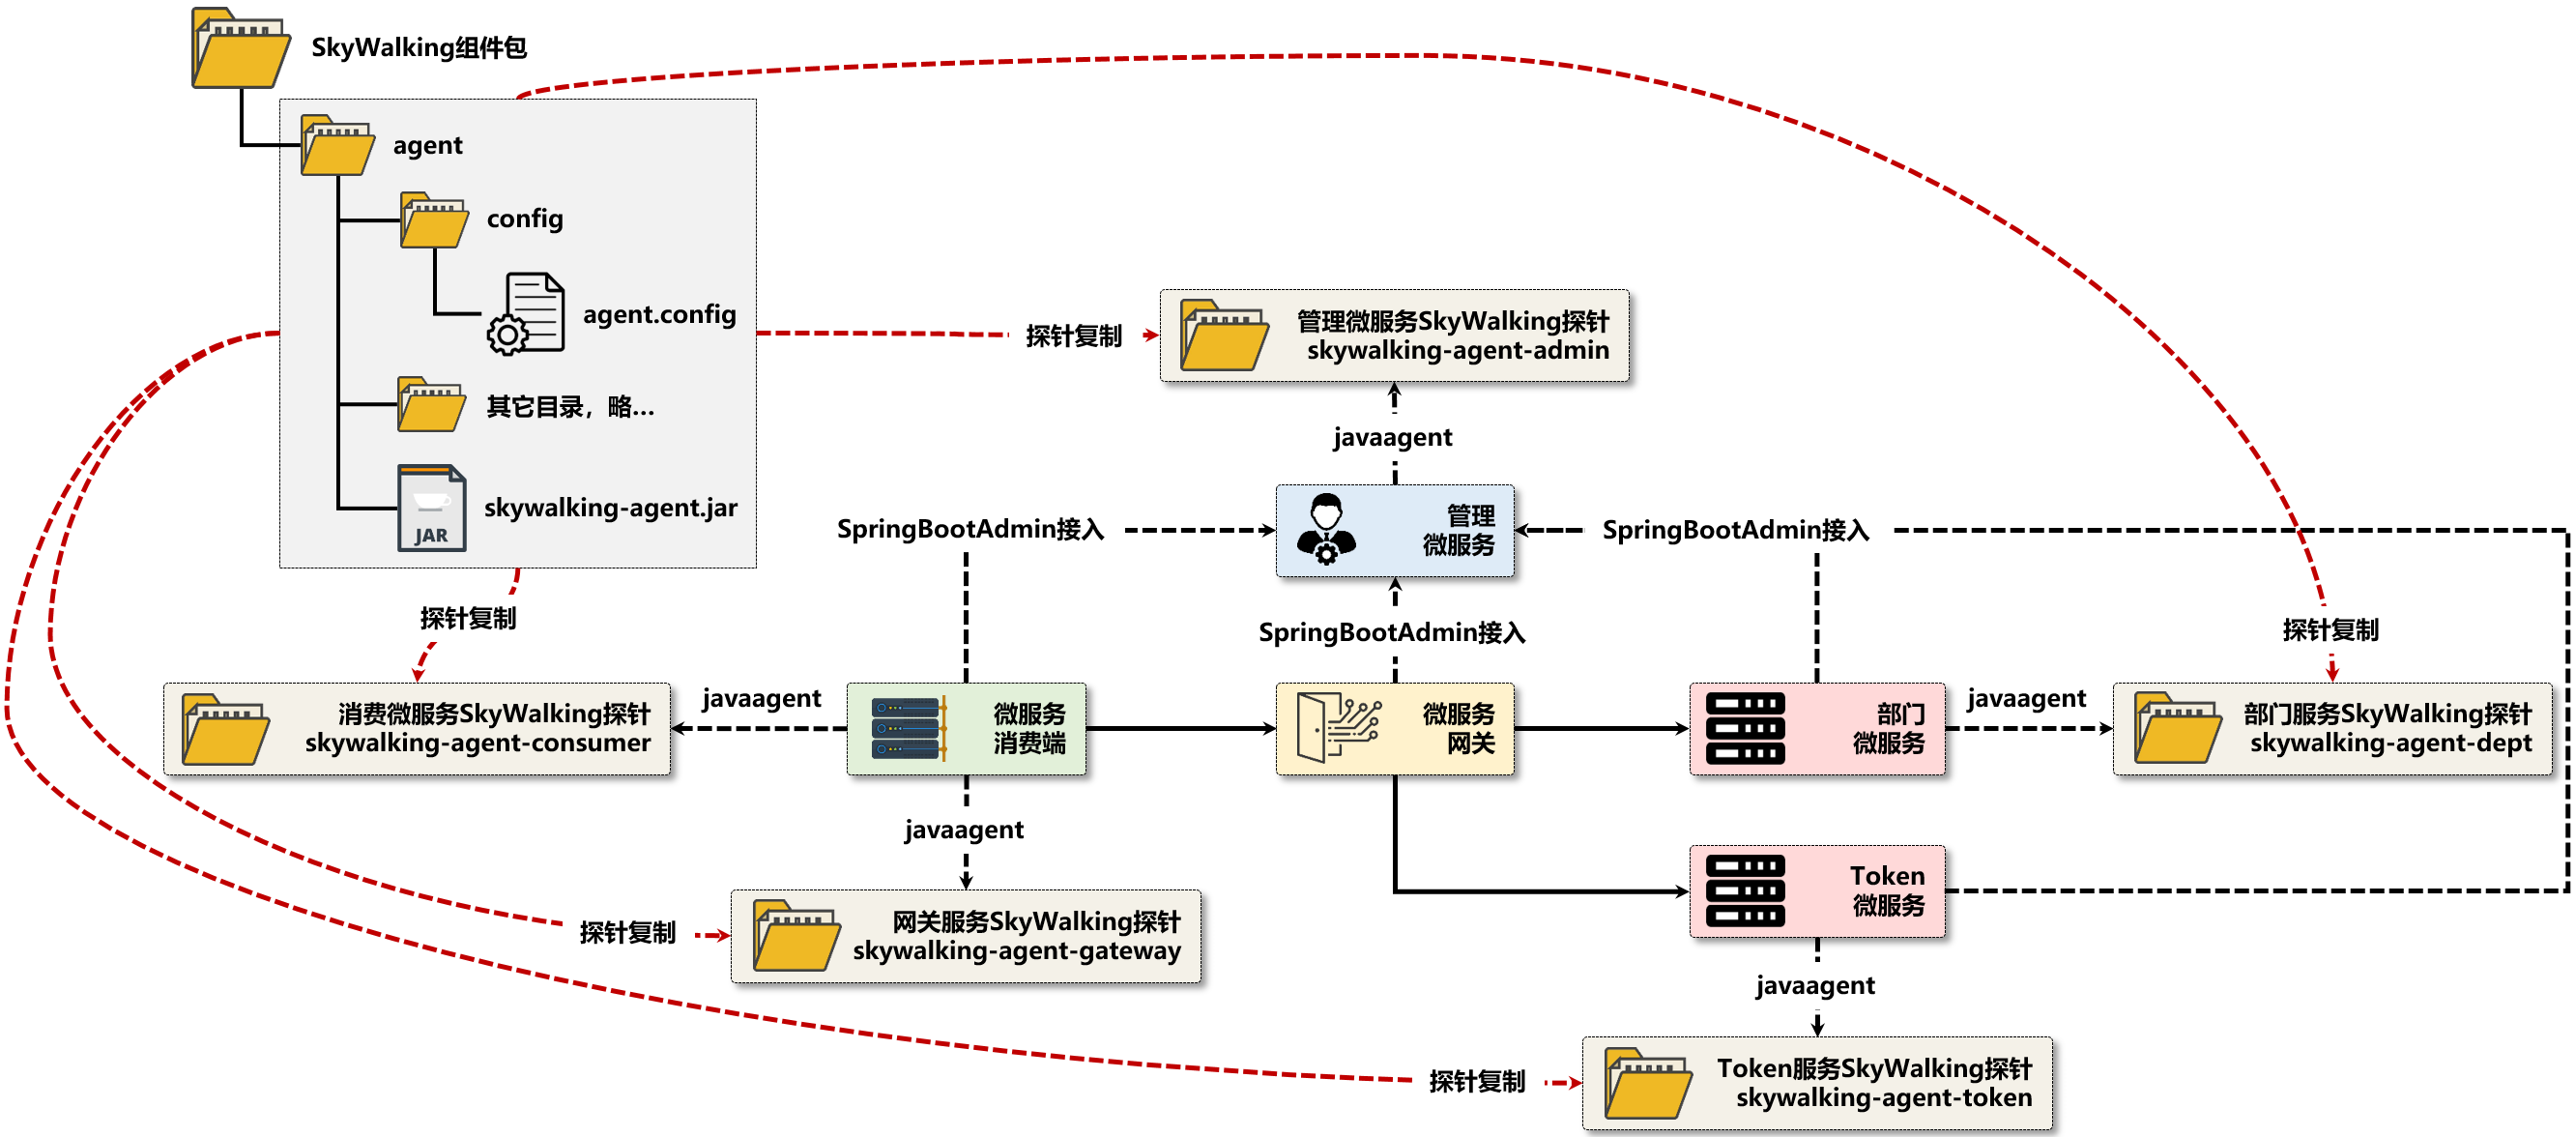 SkyWalking组件包
agent
config
agent.config
其它目录，略...
skywalking-agent.jar
JAR
探针复制
管理微服务SkyWalking探针
skywalking-agent-admin
javaagent
SpringBootAdmin接入
管理
微服务
SpringBootAdmin接入
SpringBootAdmin接入
探针复制
探针复制
消费微服务SkyWalking探针
skywalking-agent-consumer
javaagent
微服务
消费端
微服务
网关
部门
微服务
javaagent
部门服务SkyWalking探针
skywalking-agent-dept
javaagent
Token
微服务
探针复制
网关服务SkyWalking探针
skywalking-agent-gateway
javaagent
探针复制
Token服务SkyWalking探针
skywalking-agent-token